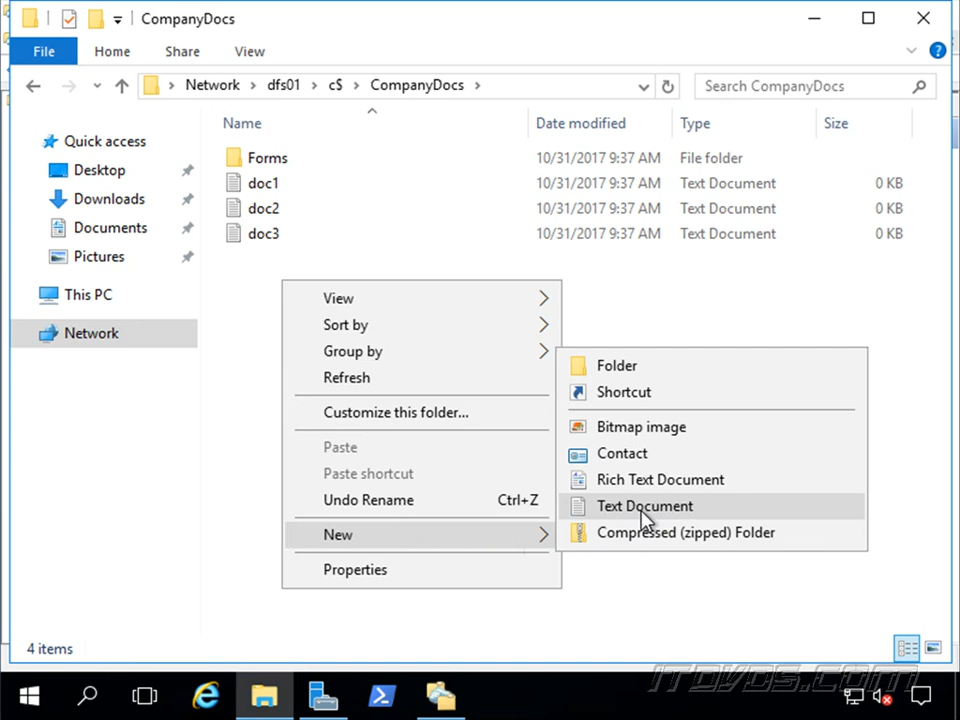 CompanyDocs
File Home Share View
Network dfs01 c$ CompanyDocs
Search CompanyDocs
Name Date modified Type Size
Quick access
Desktop
Downloads
Documents
Pictures
This PC
Network
Forms 10/31/2017 9:37 AM File folder
doc1 10/31/2017 9:37 AM Text Document 0 KB
doc2 10/31/2017 9:37 AM Text Document 0 KB
doc3 10/31/2017 9:37 AM Text Document 0 KB
View
Sort by
Group by
Refresh
Customize this folder...
Paste
Paste shortcut
Undo Rename Ctrl+Z
New
Properties
Folder
Shortcut
Bitmap image
Contact
Rich Text Document
Text Document
Compressed (zipped) Folder
4 items
ITDVDS.COM